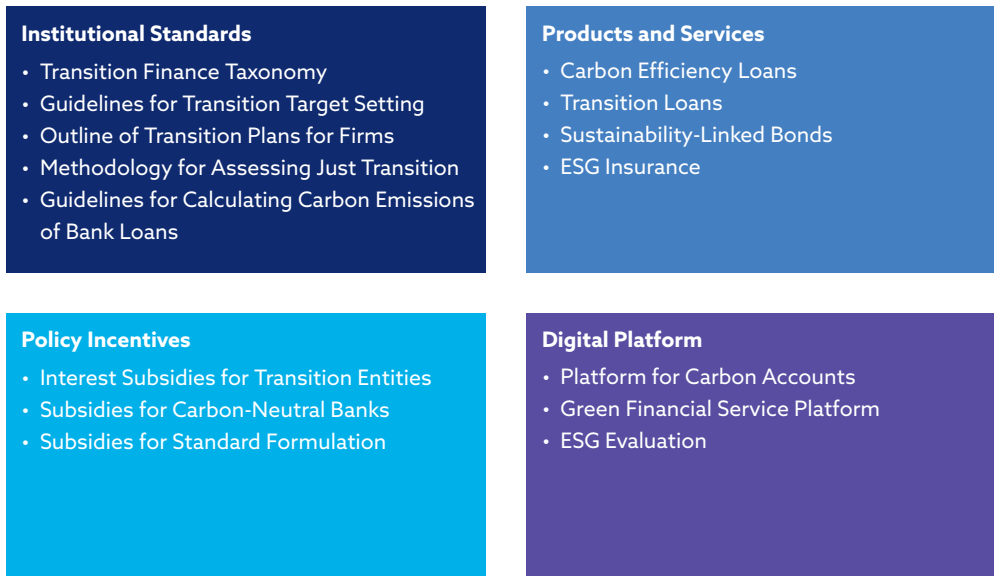 Institutional Standards
• Transition Finance Taxonomy
• Guidelines for Transition Target Setting
• Outline of Transition Plans for Firms
• Methodology for Assessing Just Transition
• Guidelines for Calculating Carbon Emissions
of Bank Loans
Products and Services
• Carbon Efficiency Loans
• Transition Loans
• Sustainability-Linked Bonds
• ESG Insurance
Policy Incentives
• Interest Subsidies for Transition Entities
• Subsidies for Carbon-Neutral Banks
• Subsidies for Standard Formulation
Digital Platform
• Platform for Carbon Accounts
• Green Financial Service Platform
• ESG Evaluation